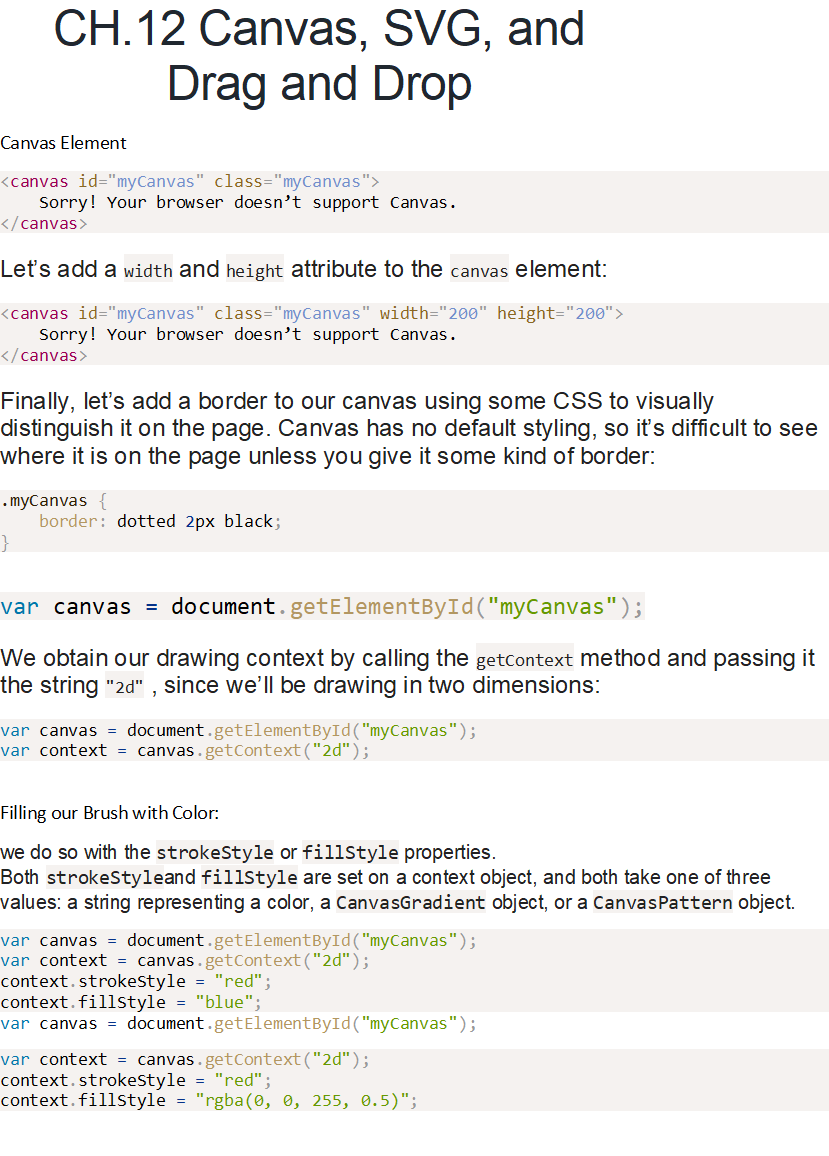 CH.12 Canvas, SVG, and
Drag and Drop
Canvas Element
<canvas id="myCanvas" class="myCanvas">
    Sorry! Your browser doesn’t support Canvas.
</canvas>
Let’s add a width and height attribute to the canvas element:
<canvas id="myCanvas" class="myCanvas" width="200" height="200">
    Sorry! Your browser doesn’t support Canvas.
</canvas>
Finally, let’s add a border to our canvas using some CSS to visually
distinguish it on the page. Canvas has no default styling, so it’s difficult to see
where it is on the page unless you give it some kind of border:
.myCanvas {
    border: dotted 2px black;
}
var canvas = document.getElementById("myCanvas");
We obtain our drawing context by calling the getContext method and passing it
the string "2d" , since we’ll be drawing in two dimensions:
var canvas = document.getElementById("myCanvas");
var context = canvas.getContext("2d");
Filling our Brush with Color:
we do so with the strokeStyle or fillStyle properties.
Both strokeStyleand fillStyle are set on a context object, and both take one of three
values: a string representing a color, a CanvasGradient object, or a CanvasPattern object.
var canvas = document.getElementById("myCanvas");
var context = canvas.getContext("2d");
context.strokeStyle = "red";
context.fillStyle = "blue";
var canvas = document.getElementById("myCanvas");
var context = canvas.getContext("2d");
context.strokeStyle = "red";
context.fillStyle = "rgba(0, 0, 255, 0.5)";